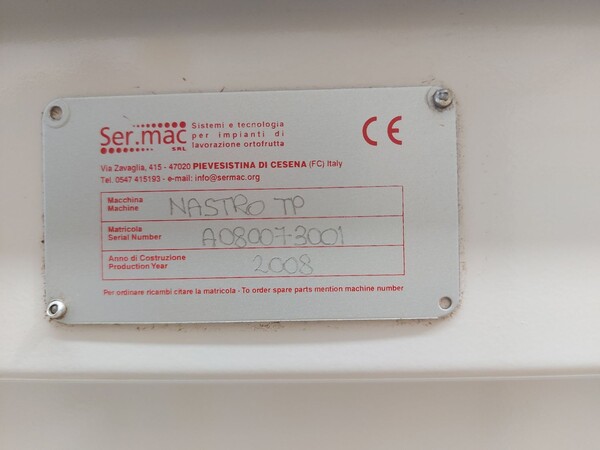 Ser.mac
SRL
Sistemi e tecnologia
per impianti di
lavorazione ortofrutta
CE
Via Zavaglia, 415 - 47020 PIEVESISTINA DI CESENA (FC) Italy
Tel. 0547 415193 - e-mail: info@sermac.org
Macchina
Machine
NASTRO TP
Matricola
Serial Number
A08007-3001
Anno di Costruzione
Production Year
2008
Per ordinare ricambi citare la matricola - To order spare parts mention machine number